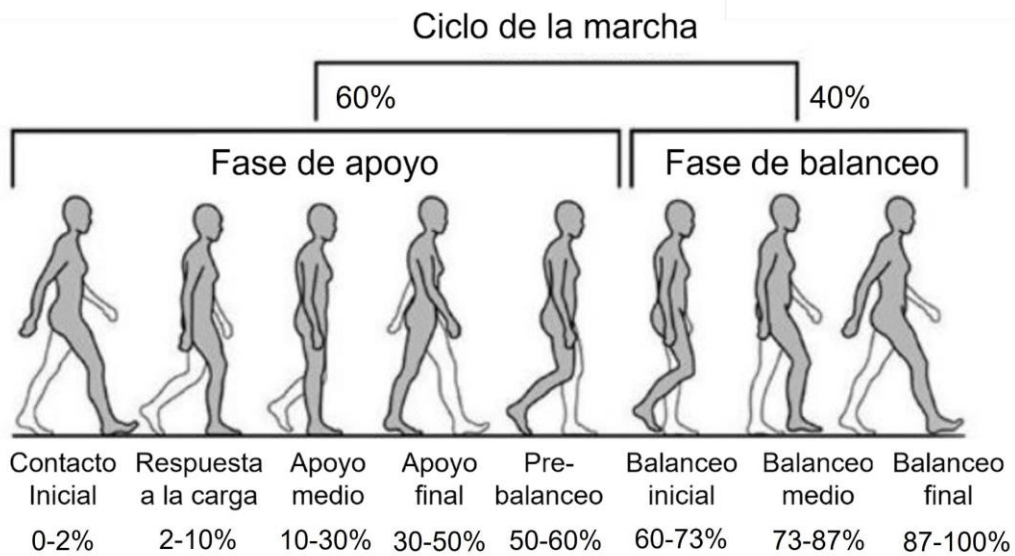 Ciclo de la marcha
60%
40%
Fase de apoyo
Fase de balanceo
Contacto
Inicial
0-2%
Respuesta
a la carga
2-10%
Apoyo
medio
10-30%
Apoyo
final
30-50%
Pre-
balanceo
50-60%
Balanceo
inicial
60-73%
Balanceo
medio
73-87%
Balanceo
final
87-100%